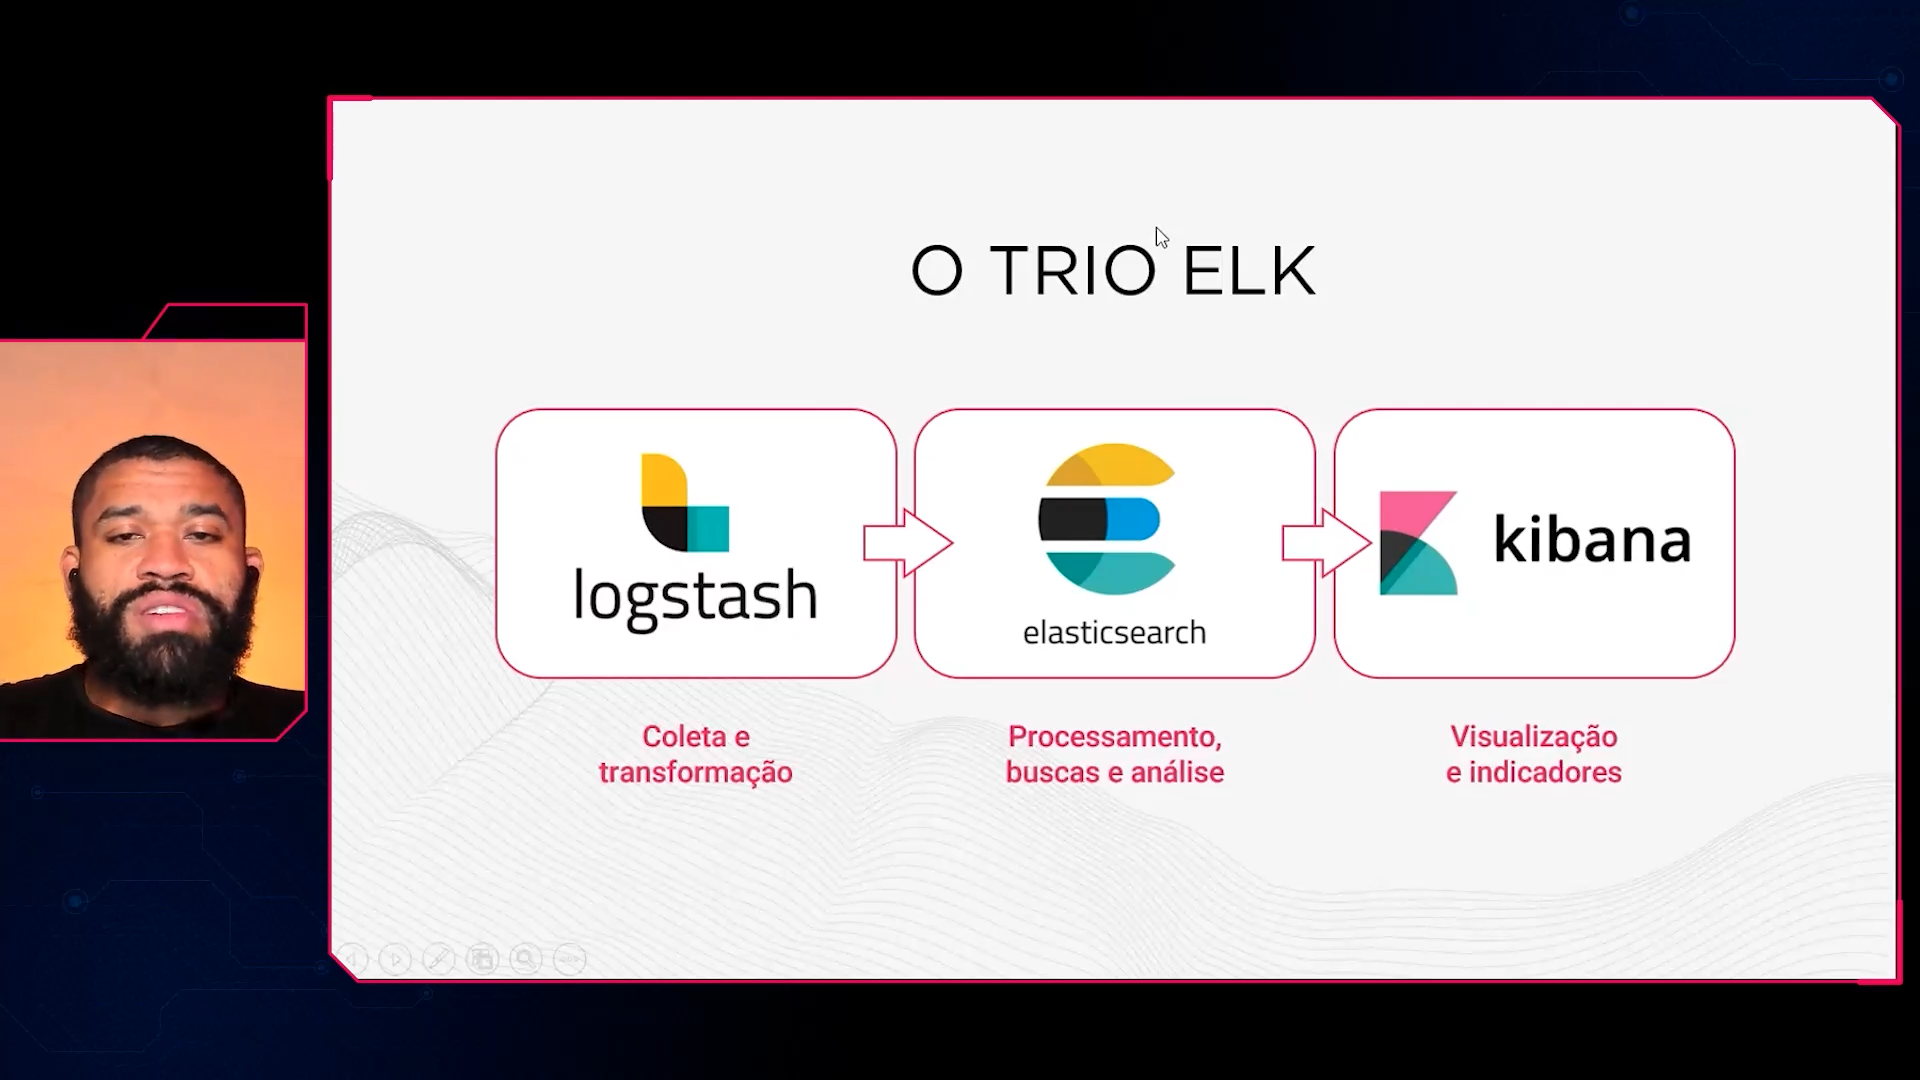 O TRIO ELK
logstash
elasticsearch
kibana
Coleta e
transformação
Processamento,
buscas e análise
Visualização
e indicadores